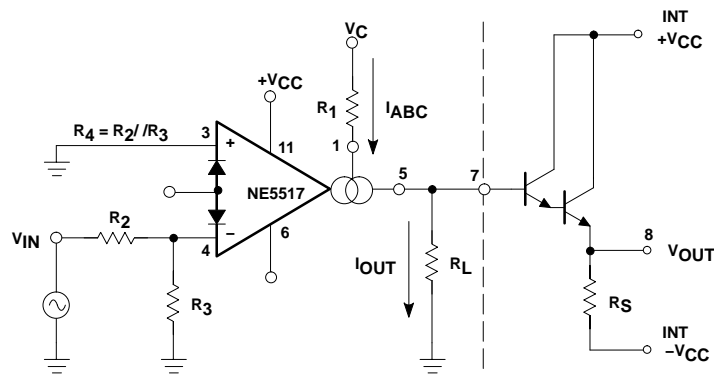 INT
+VCC
VC
+VCC
R1
IABC
R4 = R2/ /R3
3
+
11
1
5
7
NE5517
R2
VIN
4
−
6
8
VOUT
IOUT
RL
R3
RS
INT
−VCC